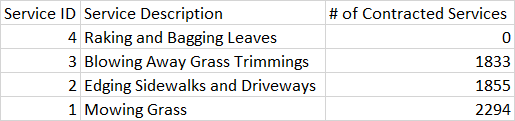 Service ID Service Description # of Contracted Services
4 Raking and Bagging Leaves 0
3 Blowing Away Grass Trimmings 1833
2 Edging Sidewalks and Driveways 1855
1 Mowing Grass 2294